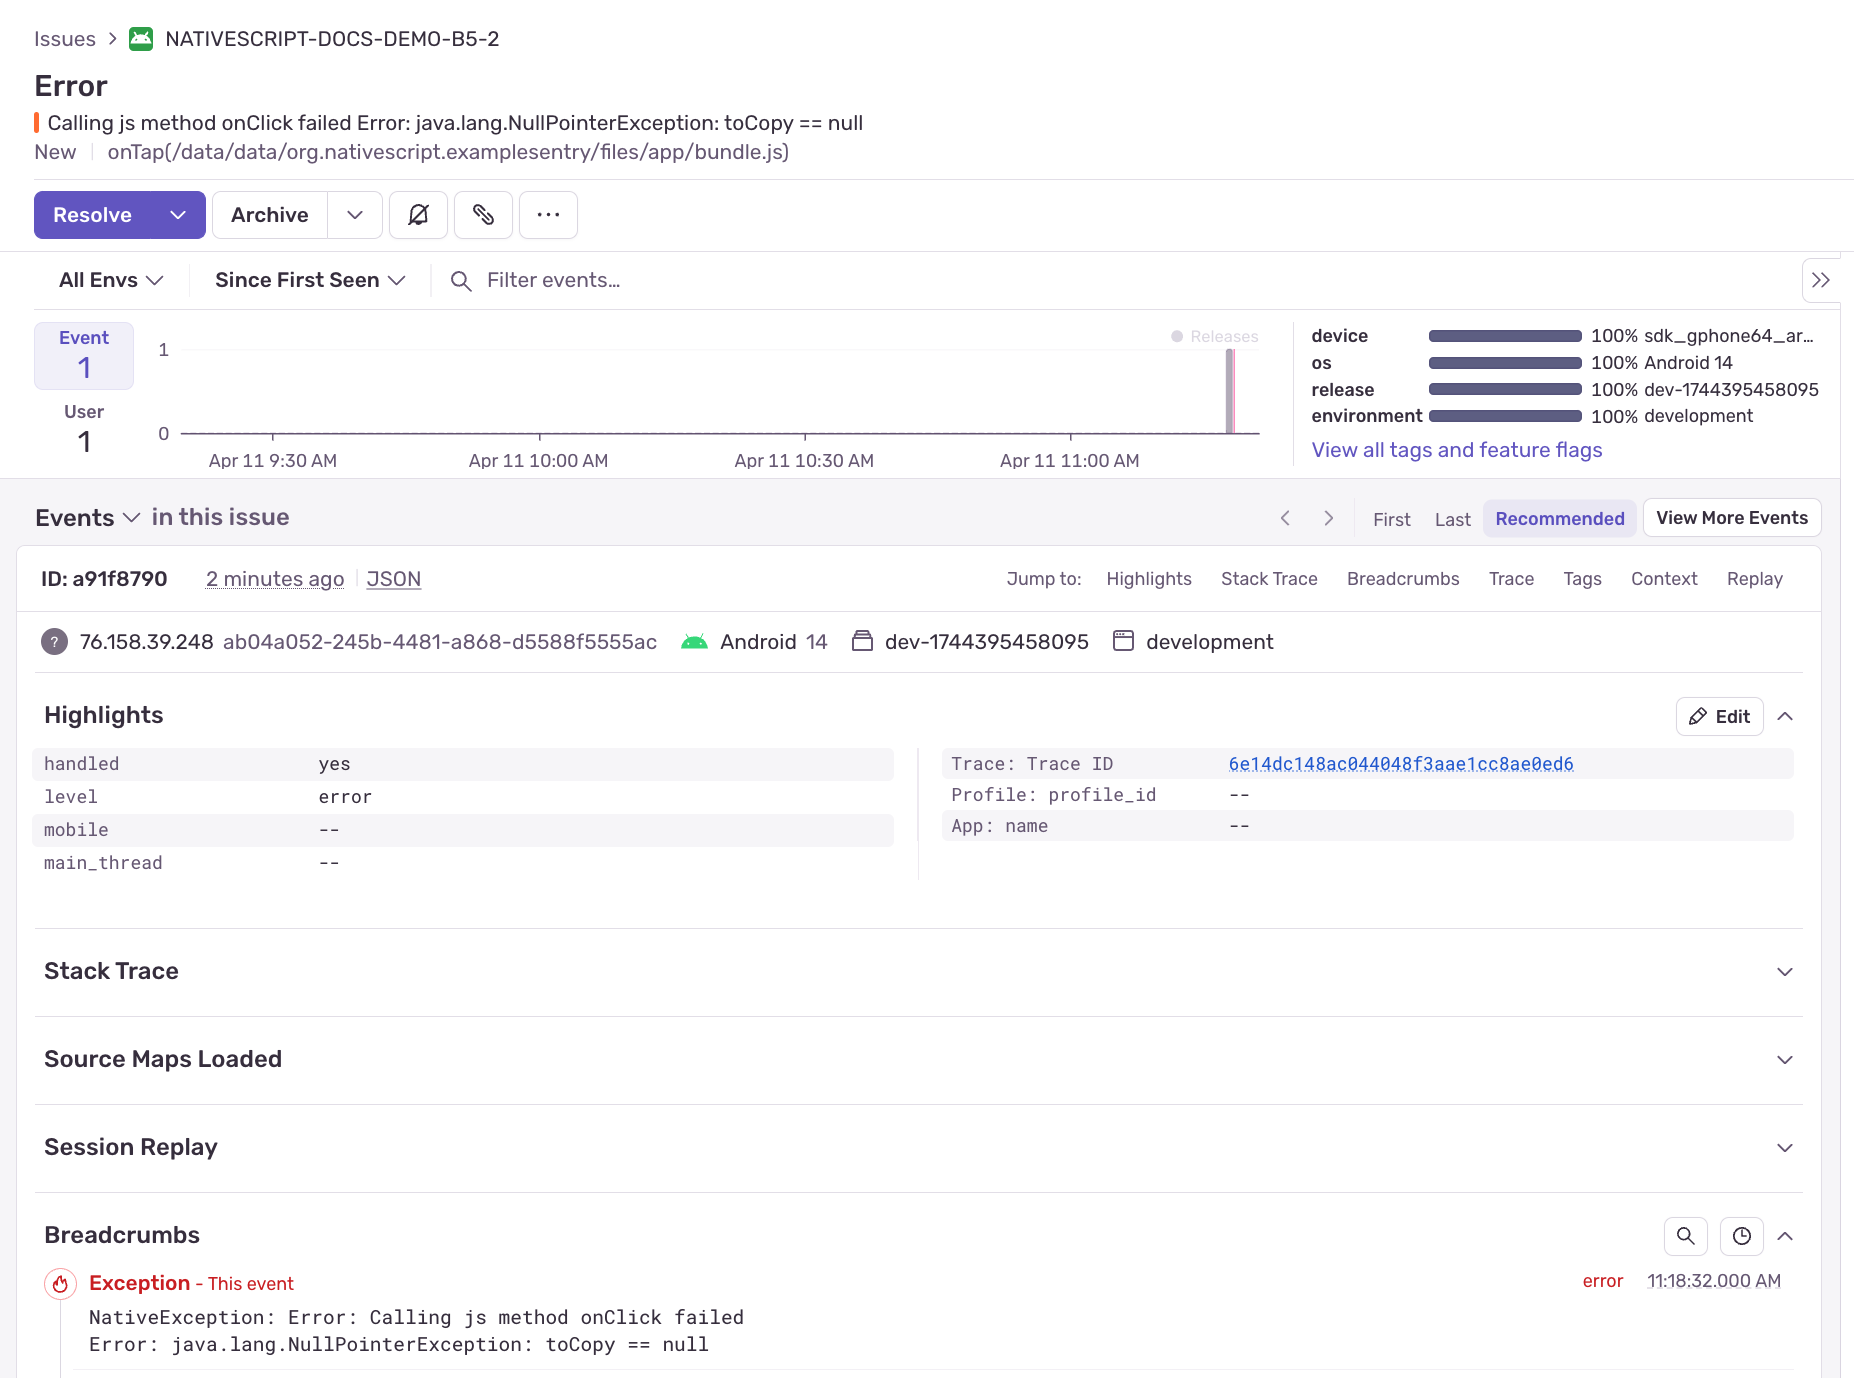 Issues > NATIVESCRIPT-DOCS-DEMO-B5-2
Error
Calling js method onClick failed Error: java.lang.NullPointerException: toCopy == null
New onTap(/data/data/org.nativescript.examplesentry/files/app/bundle.js)
Resolve Archive ...
All Envs Since First Seen Filter events…
Event
1
User
1
Releases
1
0
Apr 11 9:30 AM Apr 11 10:00 AM Apr 11 10:30 AM Apr 11 11:00 AM
device 100% sdk_gphone64_ar…
os 100% Android 14
release 100% dev-1744395458095
environment 100% development
View all tags and feature flags
Events in this issue First Last Recommended View More Events
ID: a91f8790 2 minutes ago JSON Jump to: Highlights Stack Trace Breadcrumbs Trace Tags Context Replay
? 76.158.39.248 ab04a052-245b-4481-a868-d5588f5555ac Android 14 dev-1744395458095 development
Highlights Edit
handled yes
level error
mobile --
main_thread --
Trace: Trace ID 6e14dc148ac044048f3aae1cc8ae0ed6
Profile: profile_id --
App: name --
Stack Trace
Source Maps Loaded
Session Replay
Breadcrumbs
Exception - This event error 11:18:32.000 AM
NativeException: Error: Calling js method onClick failed
Error: java.lang.NullPointerException: toCopy == null